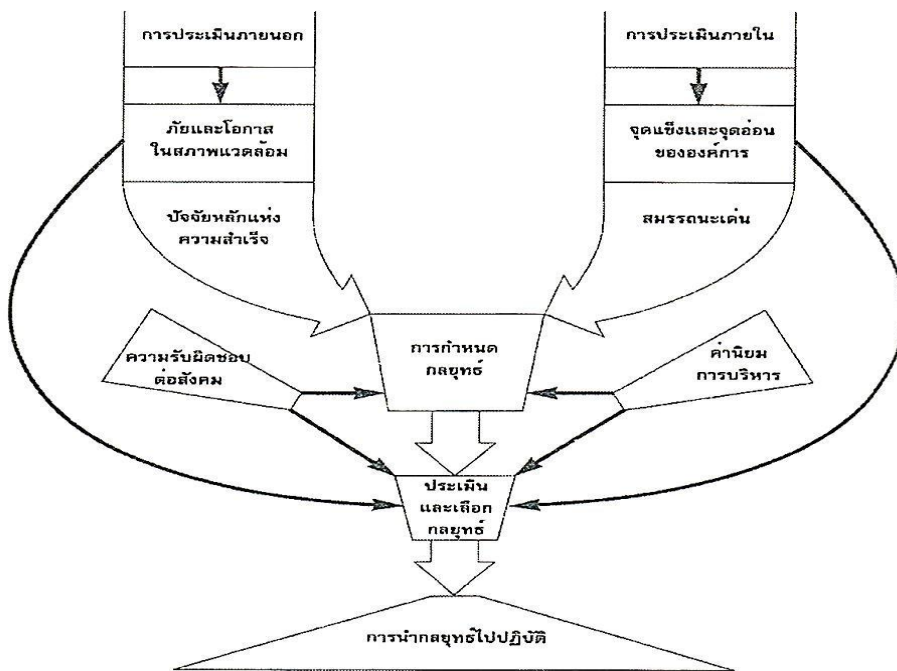 การประเมินภายนอก
การประเมินภายใน
ภัยและโอกาส
ในสภาพแวดล้อม
จุดแข็งและจุดอ่อน
ขององค์การ
ปัจจัยหลักแห่ง
ความสำเร็จ
สมรรถนะเด่น
การกำหนด
กลยุทธ์
ความรับผิดชอบ
ต่อสังคม
ค่านิยม
การบริหาร
ประเมิน
และเลือก
กลยุทธ์
การนำกลยุทธ์ไปปฏิบัติ